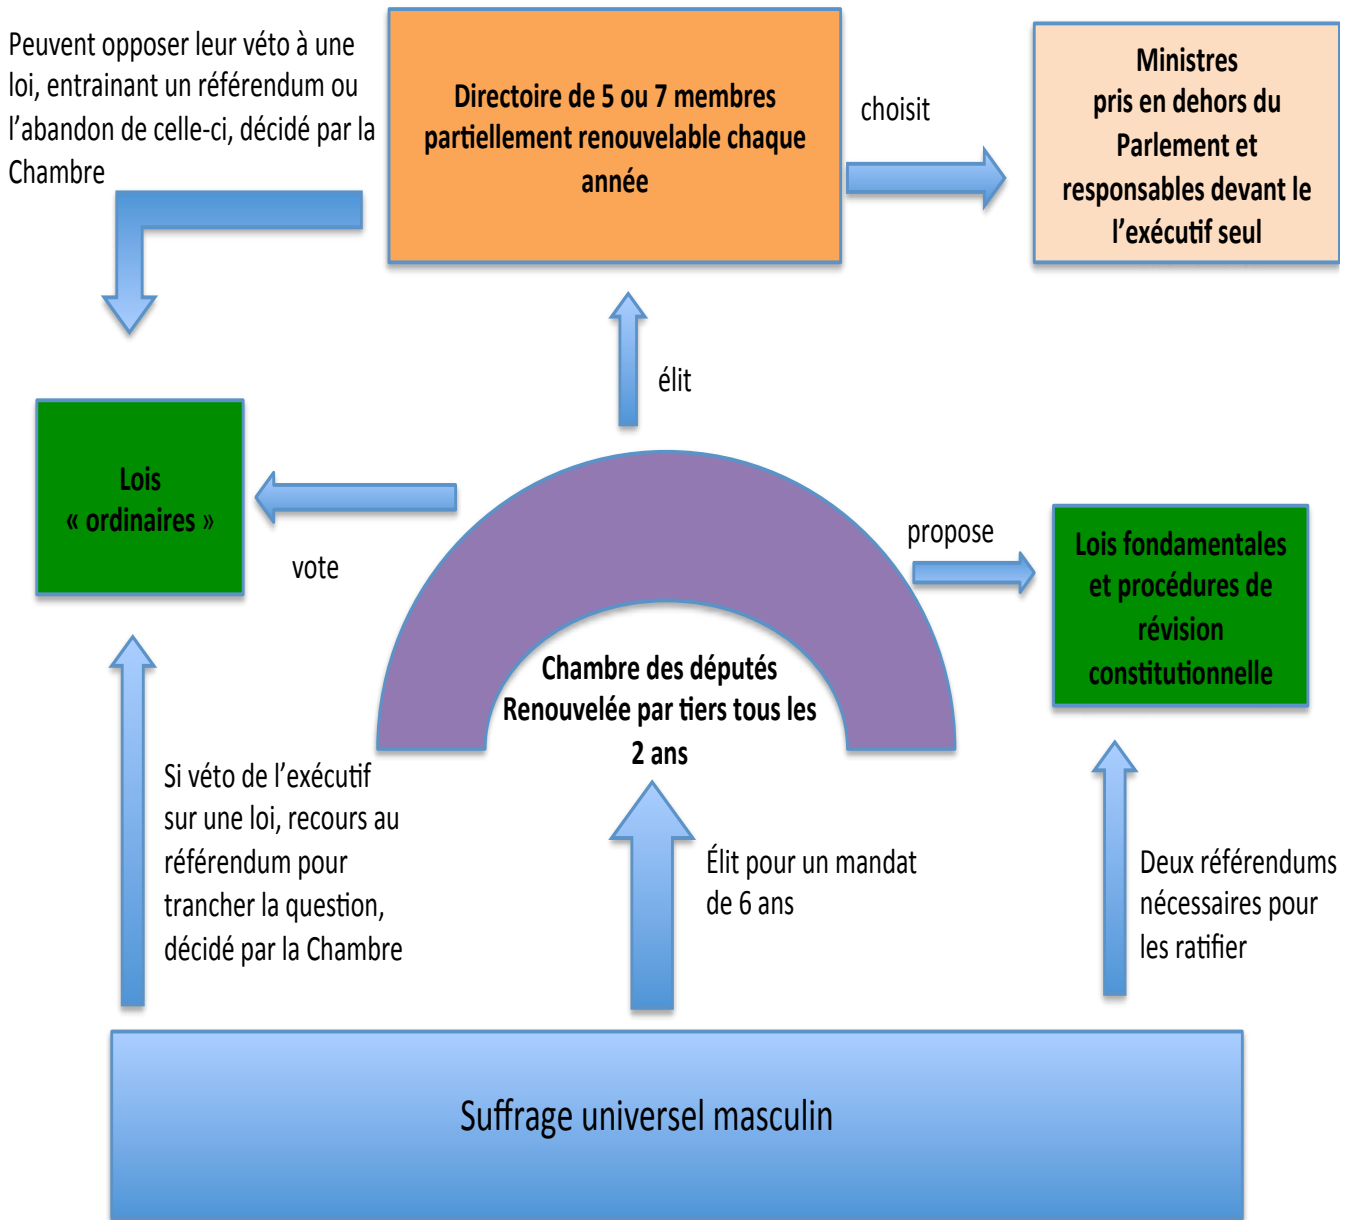 Peuvent opposer leur véto à une
loi, entrainant un référendum ou
l’abandon de celle-ci, décidé par la
Chambre
Directoire de 5 ou 7 membres
partiellement renouvelable chaque
année
choisit
Ministres
pris en dehors du
Parlement et
responsables devant le
l’exécutif seul
élit
Lois
« ordinaires »
vote
propose
Lois fondamentales
et procédures de
révision
constitutionnelle
Chambre des députés
Renouvelée par tiers tous les
2 ans
Si véto de l’exécutif
sur une loi, recours au
référendum pour
trancher la question,
décidé par la Chambre
Élit pour un mandat
de 6 ans
Deux référendums
nécessaires pour
les ratifier
Suffrage universel masculin